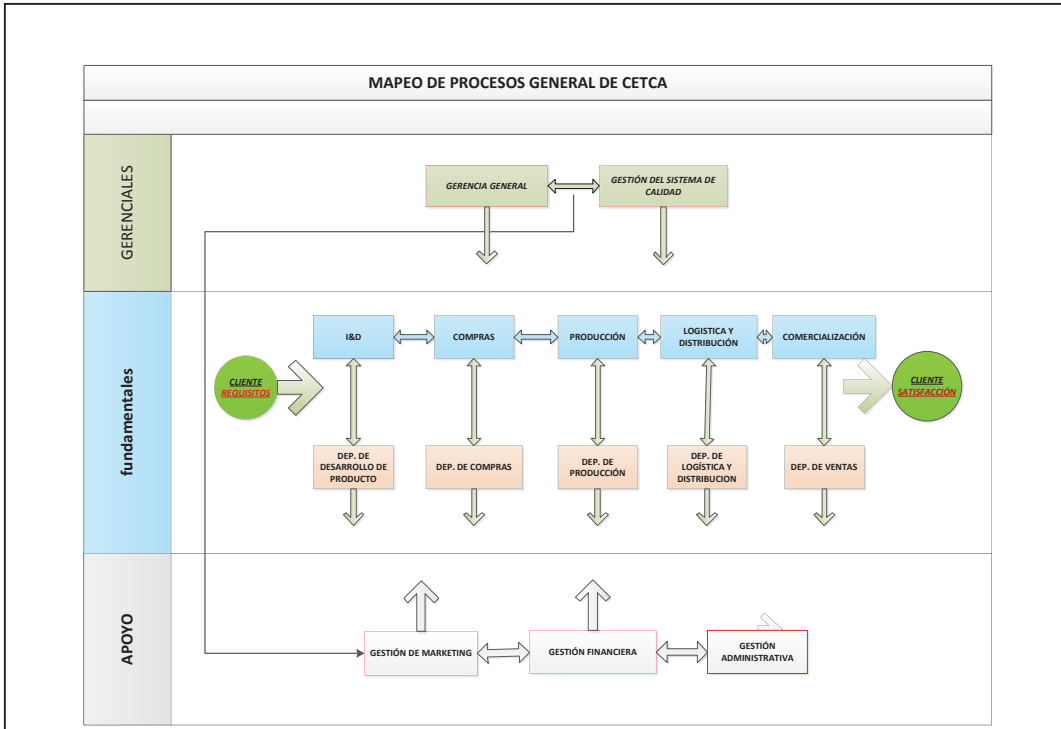 MAPEO DE PROCESOS GENERAL DE CETCA
GERENCIALES
GERENCIA GENERAL
GESTIÓN DEL SISTEMA DE
CALIDAD
fundamentales
I&D
COMPRAS
PRODUCCIÓN
LOGISTICA Y
DISTRIBUCIÓN
COMERCIALIZACIÓN
CLIENTE
REQUISITOS
CLIENTE
SATISFACCIÓN
DEP. DE
DESARROLLO DE
PRODUCTO
DEP. DE COMPRAS
DEP. DE
PRODUCCIÓN
DEP. DE
LOGÍSTICA Y
DISTRIBUCION
DEP. DE VENTAS
APOYO
GESTIÓN DE MARKETING
GESTIÓN FINANCIERA
GESTIÓN
ADMINISTRATIVA